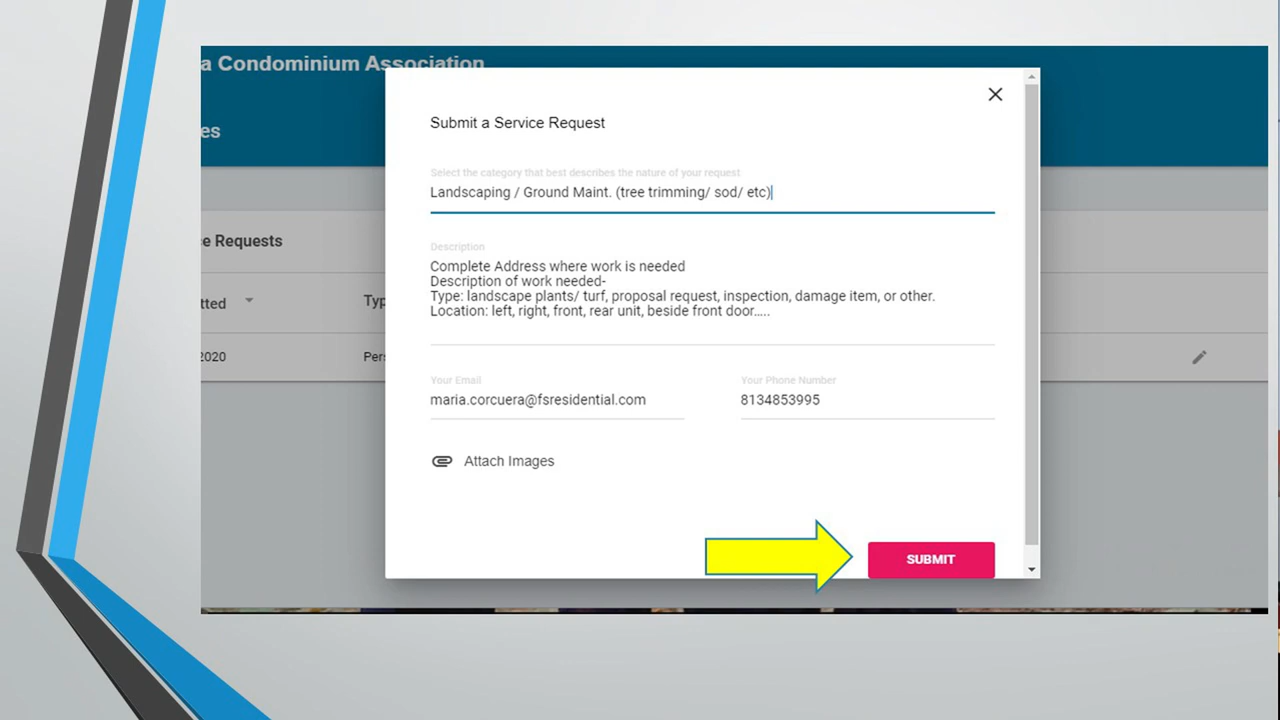 a Condominium Association
es
ce Requests
tted
Typ
2020
Pers
Submit a Service Request
Select the category that best describes the nature of your request
Landscaping / Ground Maint. (tree trimming/ sod/ etc)
Description
Complete Address where work is needed
Description of work needed-
Type: landscape plants/ turf, proposal request, inspection, damage item, or other.
Location: left, right, front, rear unit, beside front door.....
Your Email
Your Phone Number
maria.corcuera@fsresidential.com
8134853995
Attach Images
SUBMIT